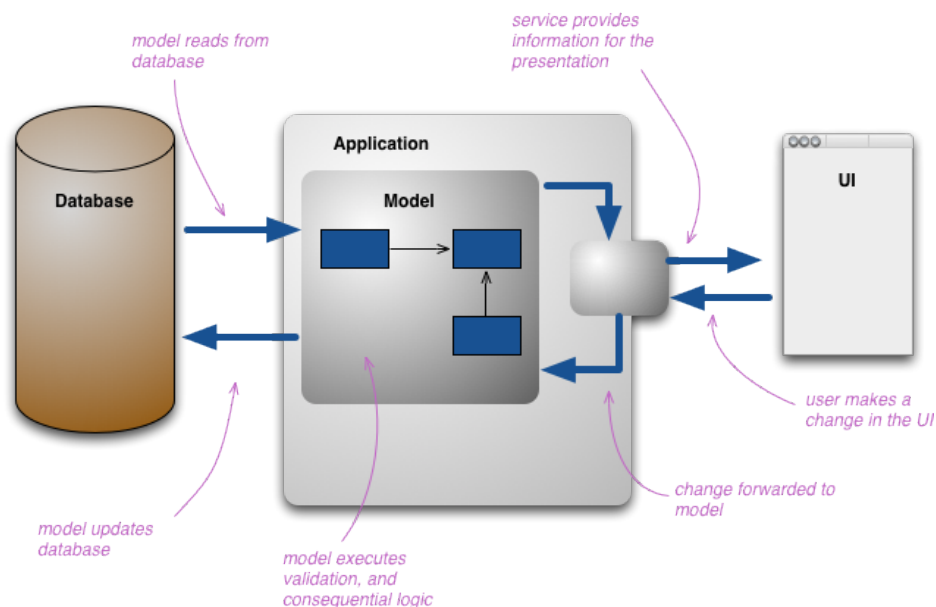 model reads from
database
service provides
information for the
presentation
Application
Database
Model
UI
user makes a
change in the UI
change forwarded to
model
model updates
database
model executes
validation, and
consequential logic